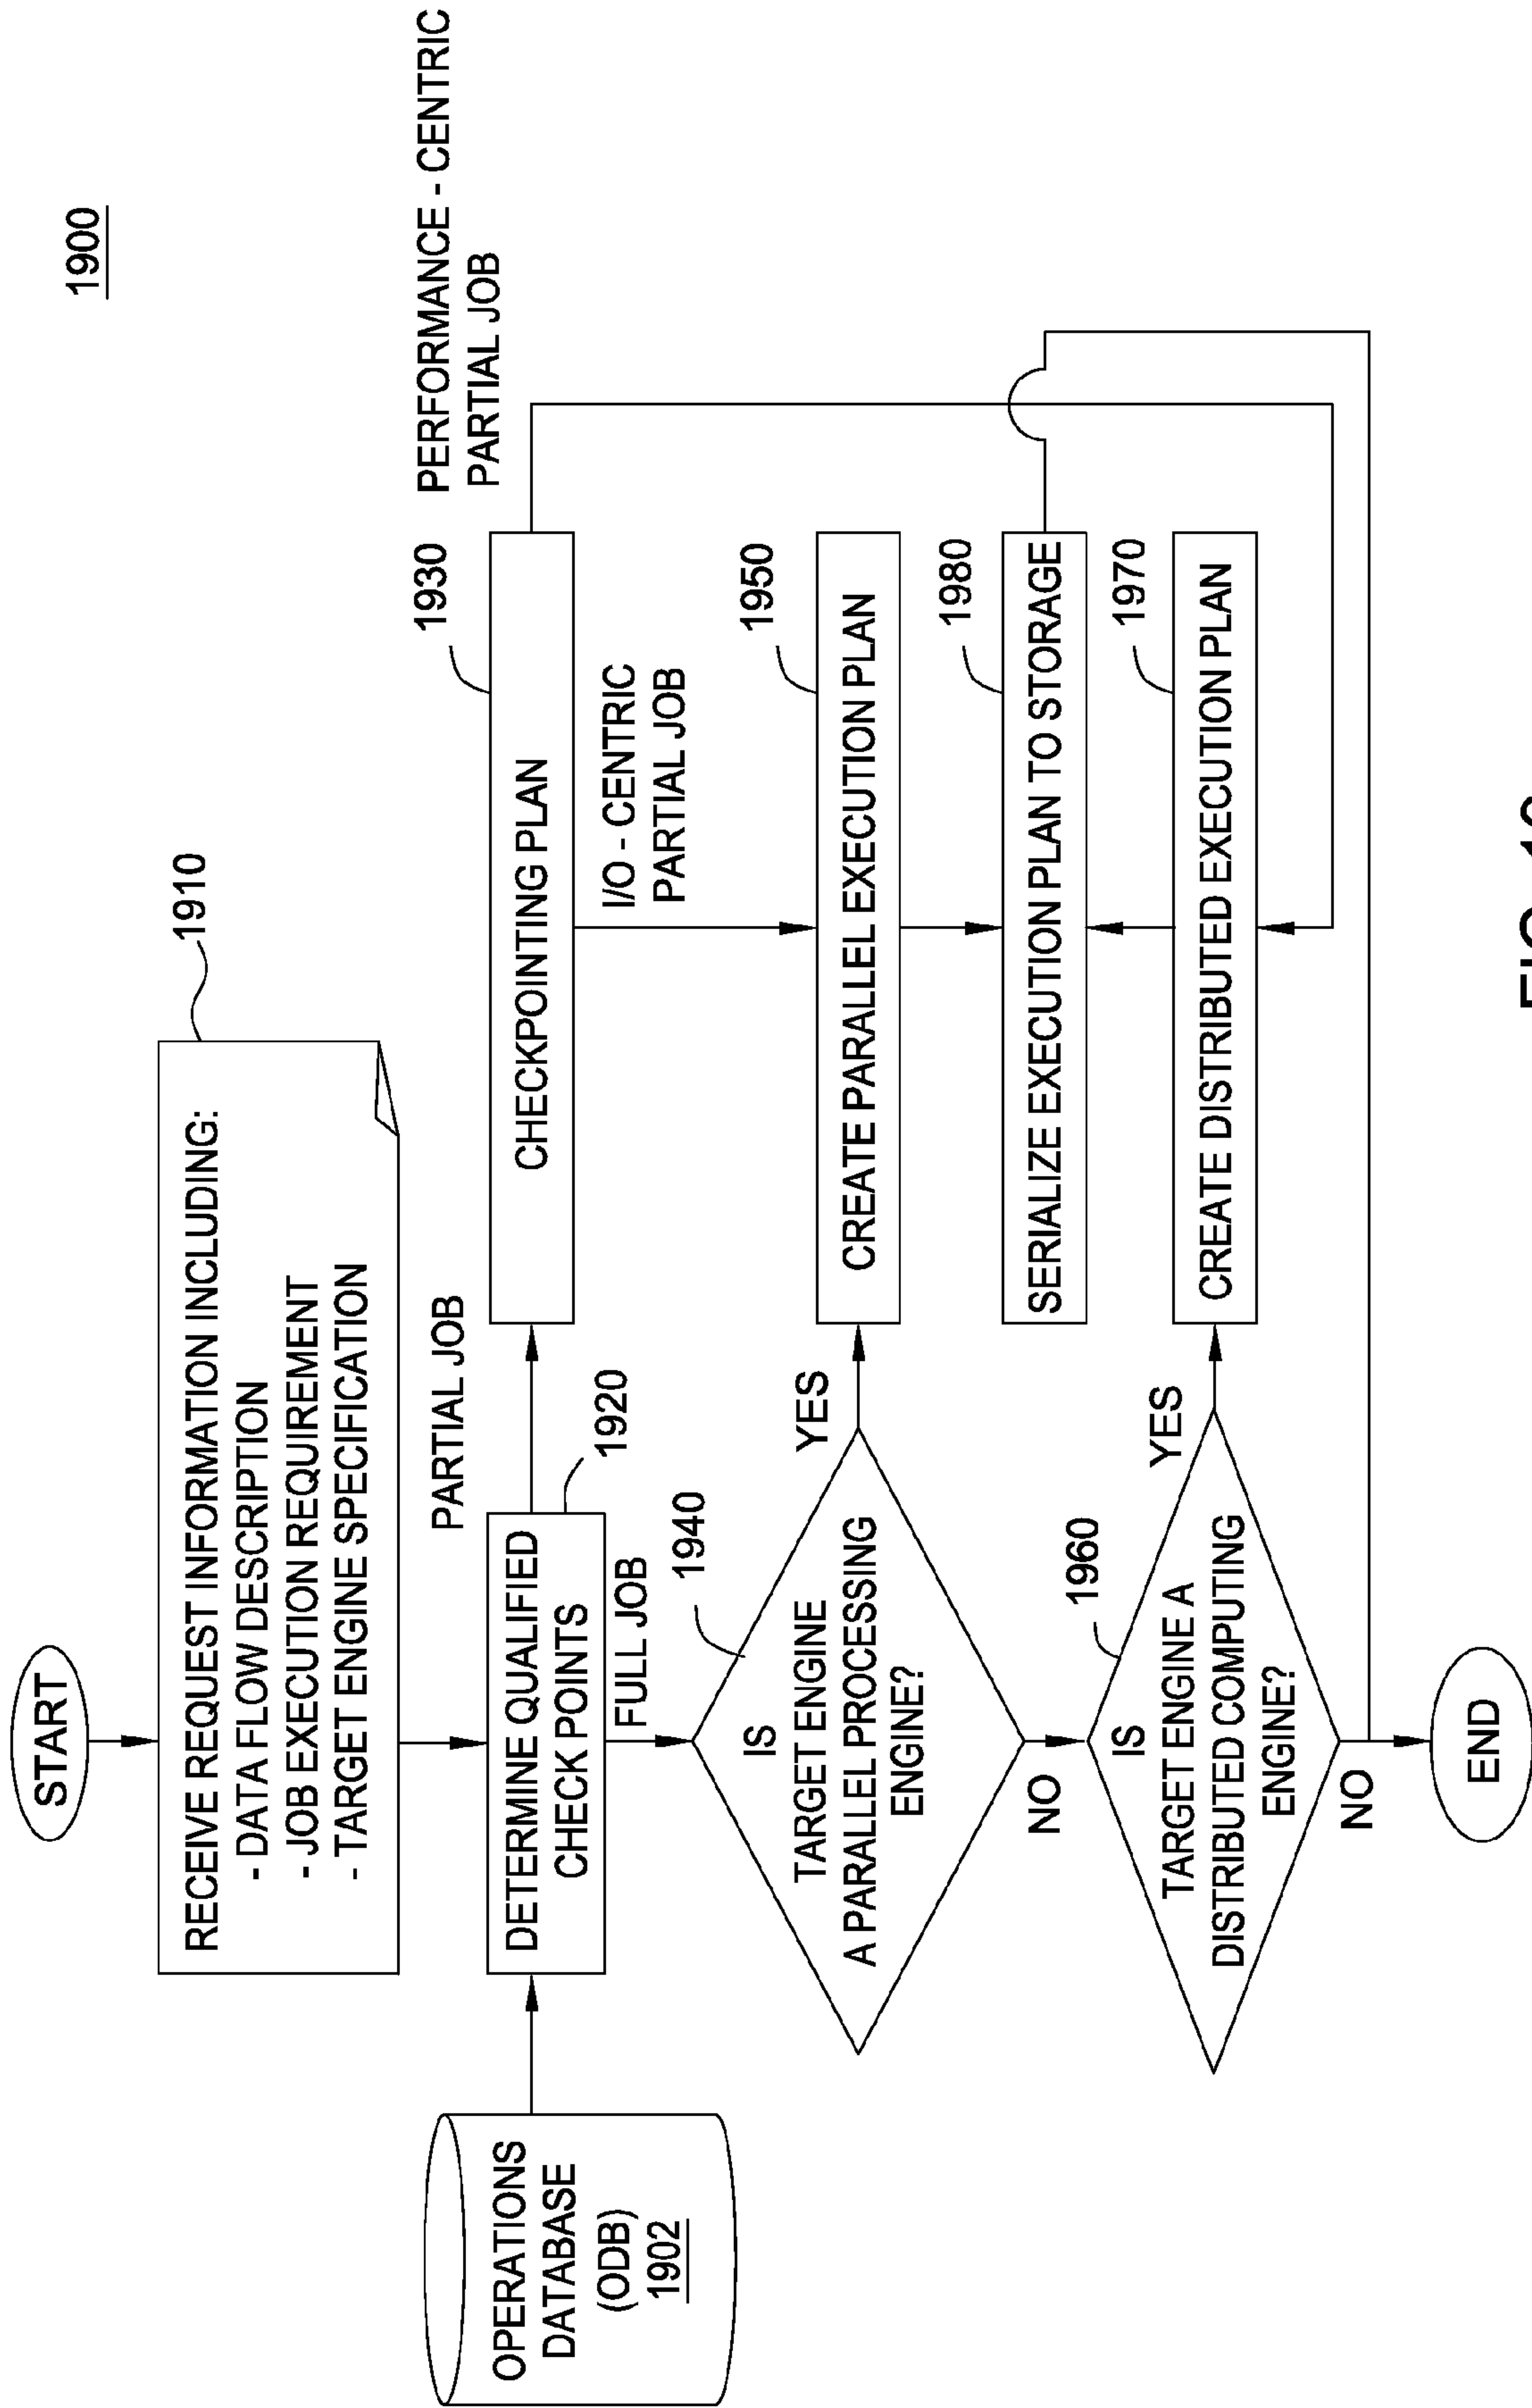 1900
START
RECEIVE REQUEST INFORMATION INCLUDING:
- DATA FLOW DESCRIPTION
- JOB EXECUTION REQUIREMENT
- TARGET ENGINE SPECIFICATION
1910
OPERATIONS
DATABASE
(ODB)
1902
DETERMINE QUALIFIED
CHECK POINTS
1920
PARTIAL JOB
CHECKPOINTING PLAN
1930
PERFORMANCE - CENTRIC
PARTIAL JOB
FULL JOB
I/O - CENTRIC
PARTIAL JOB
1940
IS
TARGET ENGINE
A PARALLEL PROCESSING
ENGINE?
YES
CREATE PARALLEL EXECUTION PLAN
1950
NO
SERIALIZE EXECUTION PLAN TO STORAGE
1980
1960
IS
TARGET ENGINE A
DISTRIBUTED COMPUTING
ENGINE?
YES
CREATE DISTRIBUTED EXECUTION PLAN
1970
NO
END